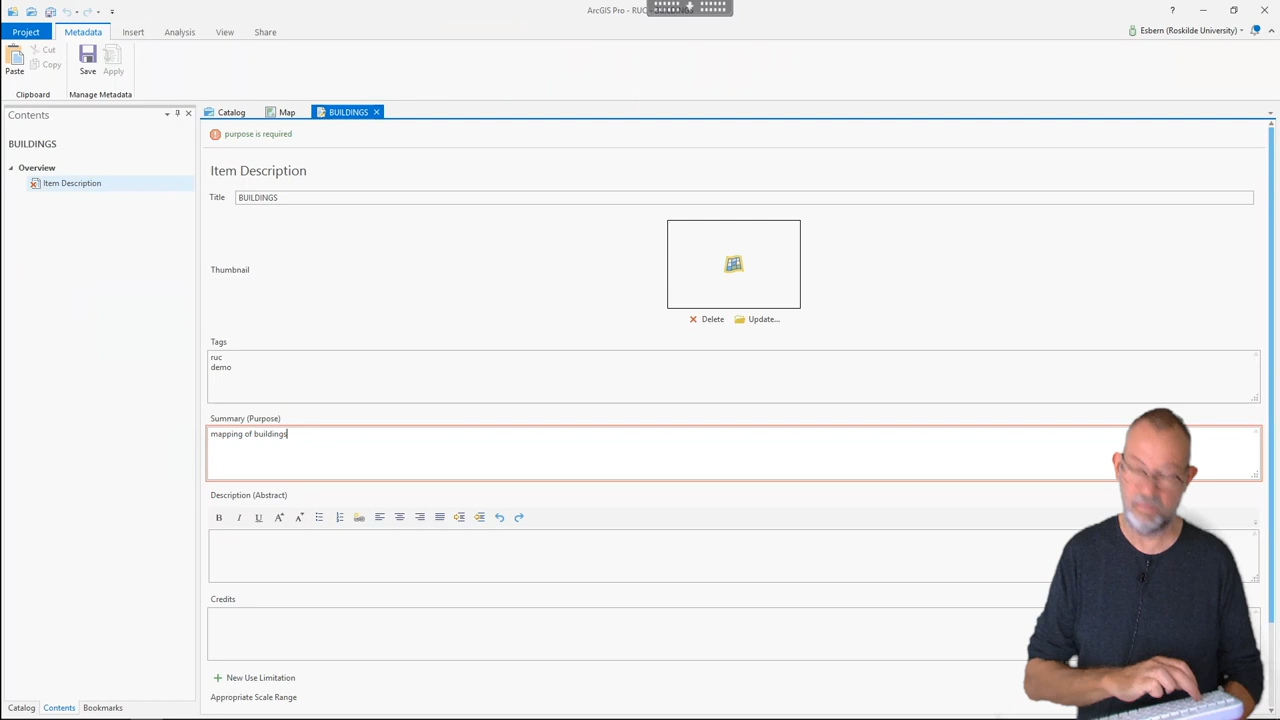 ArcGIS Pro - RUC - BUILDINGS
Project
Metadata
Insert
Analysis
View
Share
Esbern (Roskilde University)
Paste
Cut
Copy
Save
Apply
Clipboard
Manage Metadata
Contents
BUILDINGS
Overview
Item Description
Catalog
Map
BUILDINGS
purpose is required
Item Description
Title
BUILDINGS
Thumbnail
Delete
Update...
Tags
ruc
demo
Summary (Purpose)
mapping of buildings
Description (Abstract)
B I U A A
Credits
New Use Limitation
Appropriate Scale Range
Catalog
Contents
Bookmarks